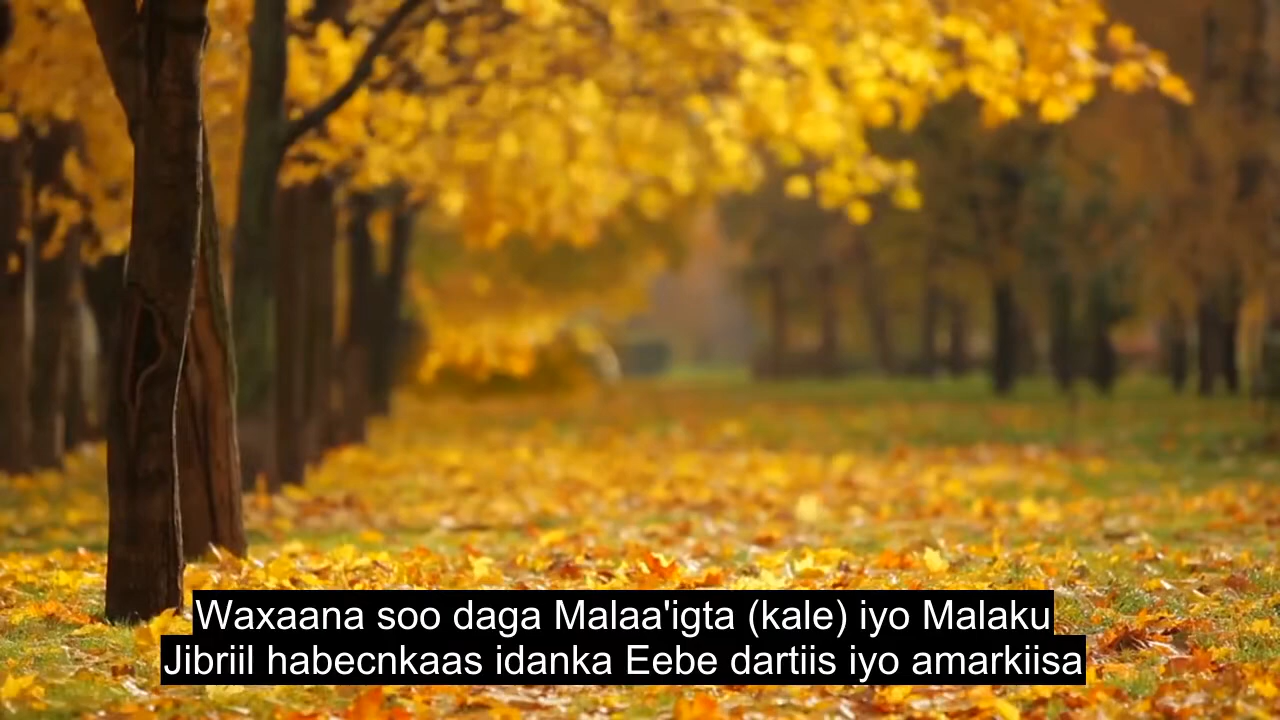 Waxaana soo daga Malaa'igta (kale) iyo Malaku
Jibriil habecnkaas idanka Eebe dartiis iyo amarkiisa